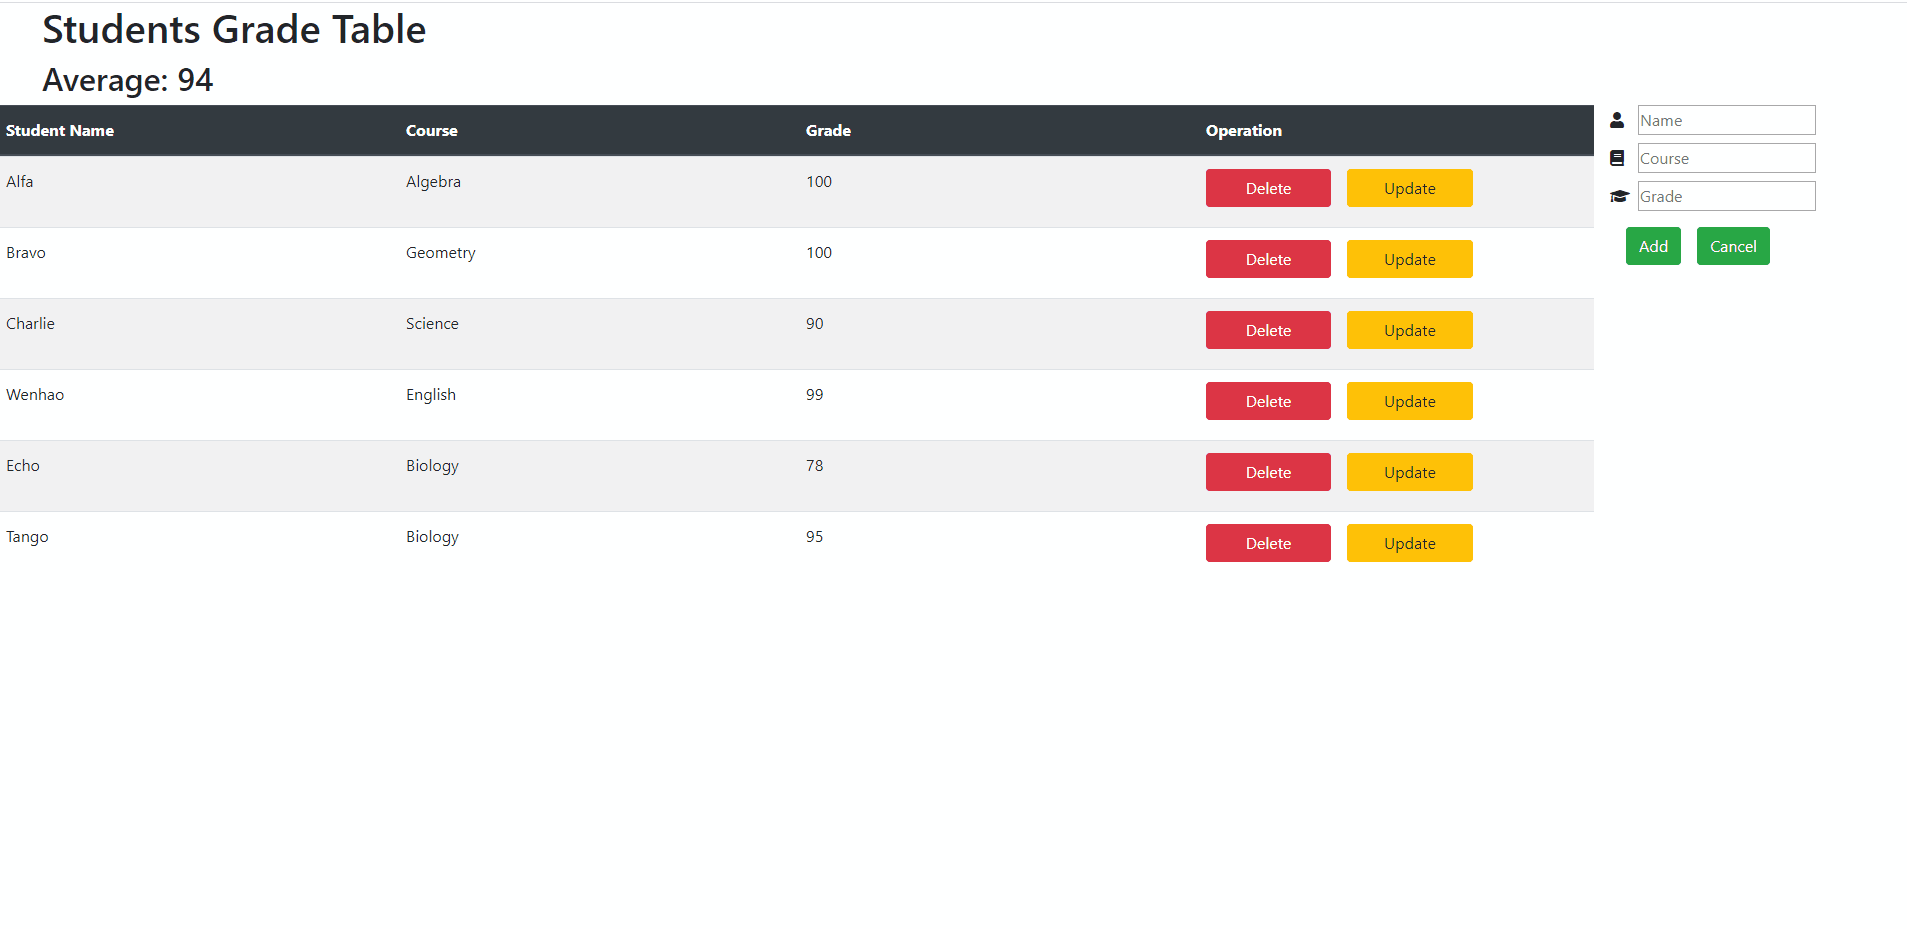 Students Grade Table
Average: 94
Student Name Course Grade Operation
Alfa Algebra 100 Delete Update
Bravo Geometry 100 Delete Update
Charlie Science 90 Delete Update
Wenhao English 99 Delete Update
Echo Biology 78 Delete Update
Tango Biology 95 Delete Update
Name
Course
Grade
Add Cancel